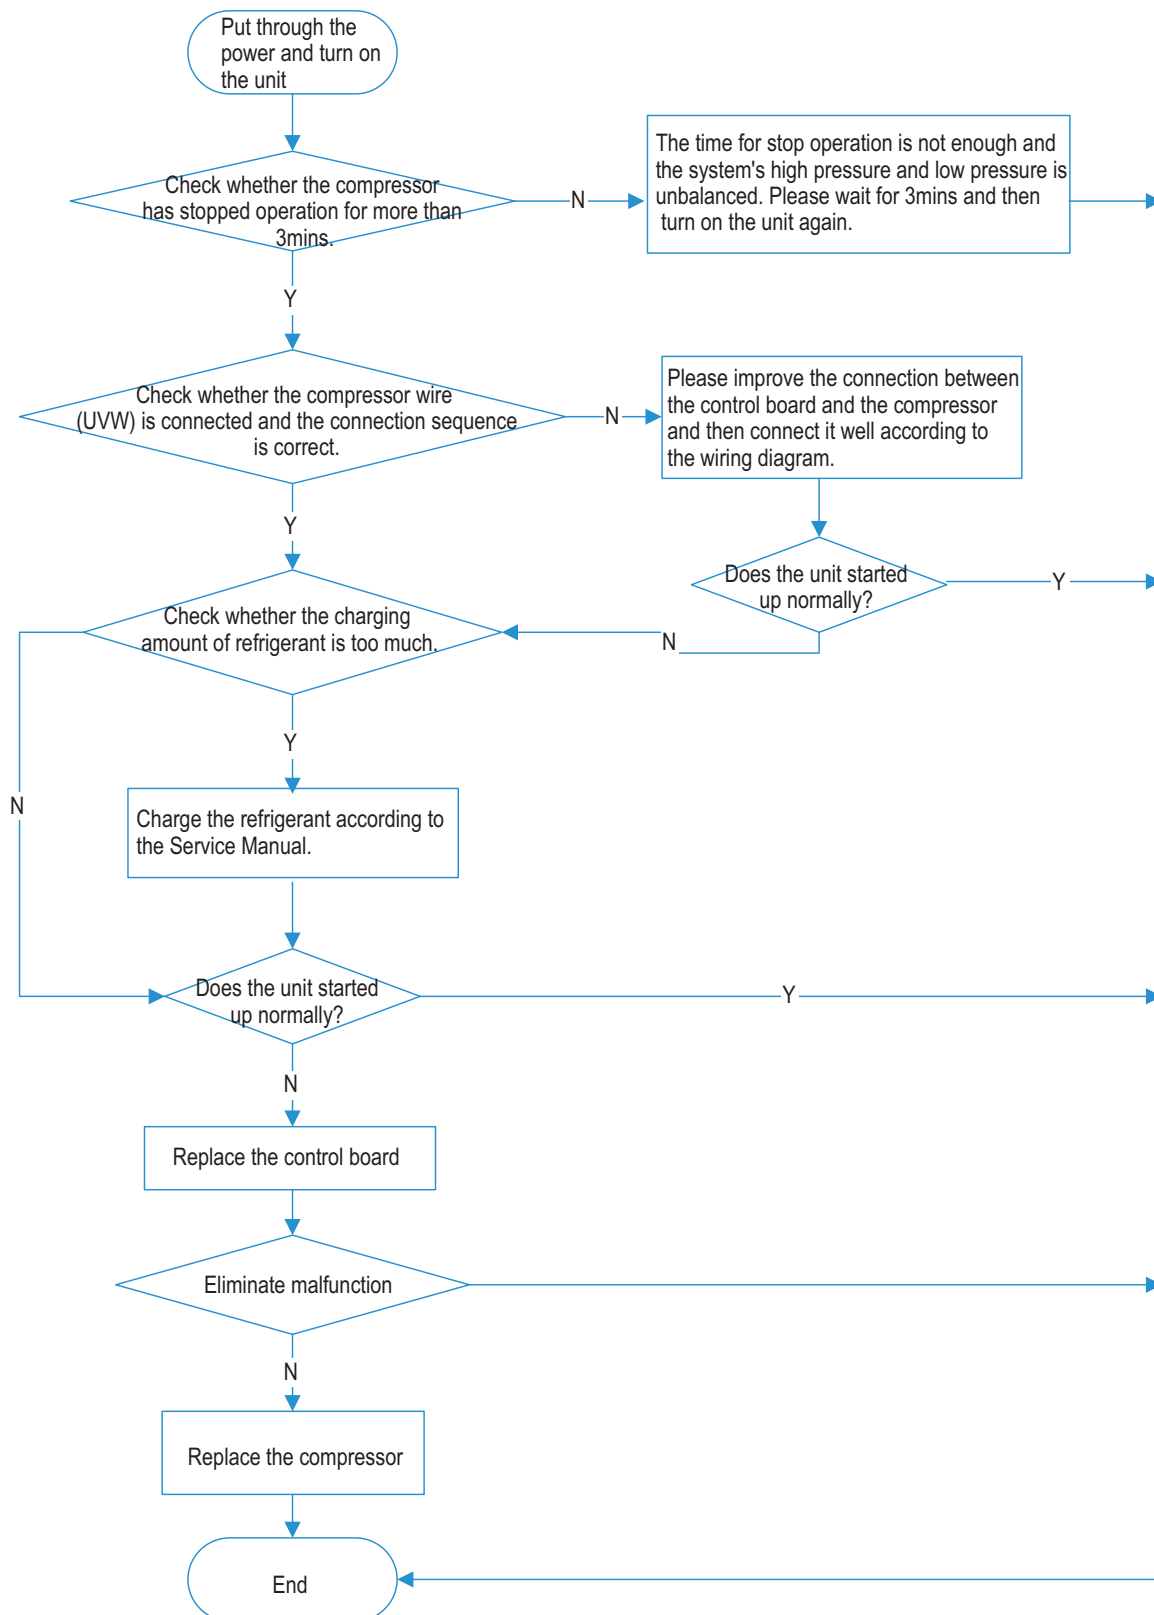 Put through the
power and turn on
the unit
Check whether the compressor
has stopped operation for more than
3mins.
N
The time for stop operation is not enough and
the system's high pressure and low pressure is
unbalanced. Please wait for 3mins and then
turn on the unit again.
Y
Check whether the compressor wire
(UVW) is connected and the connection sequence
is correct.
N
Please improve the connection between
the control board and the compressor
and then connect it well according to
the wiring diagram.
Y
Does the unit started
up normally?
Y
N
Check whether the charging
amount of refrigerant is too much.
Y
N
Charge the refrigerant according to
the Service Manual.
Does the unit started
up normally?
Y
N
Replace the control board
Eliminate malfunction
N
Replace the compressor
End